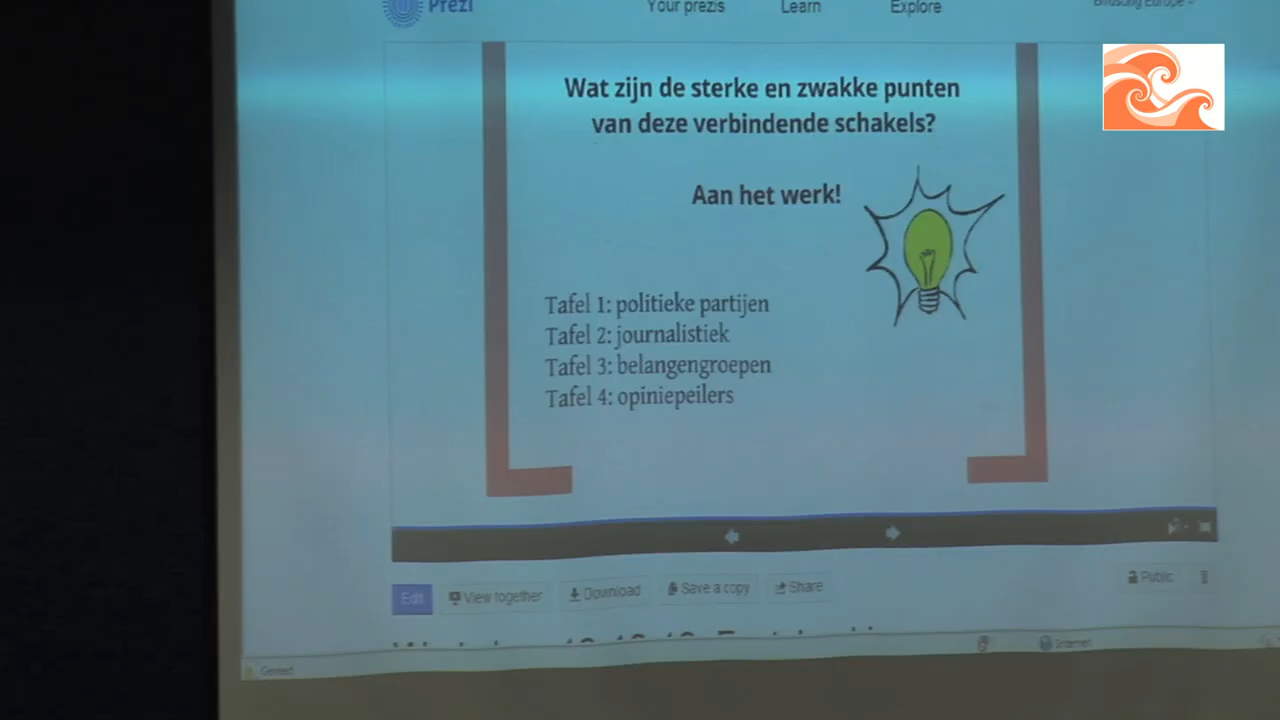 Prezi
Your prezis
Learn
Explore
Wat zijn de sterke en zwakke punten
van deze verbindende schakels?
Aan het werk!
Tafel 1: politieke partijen
Tafel 2: journalistiek
Tafel 3: belangengroepen
Tafel 4: opiniepeilers
Edit
View together
Download
Save a copy
Share
Public
Internet